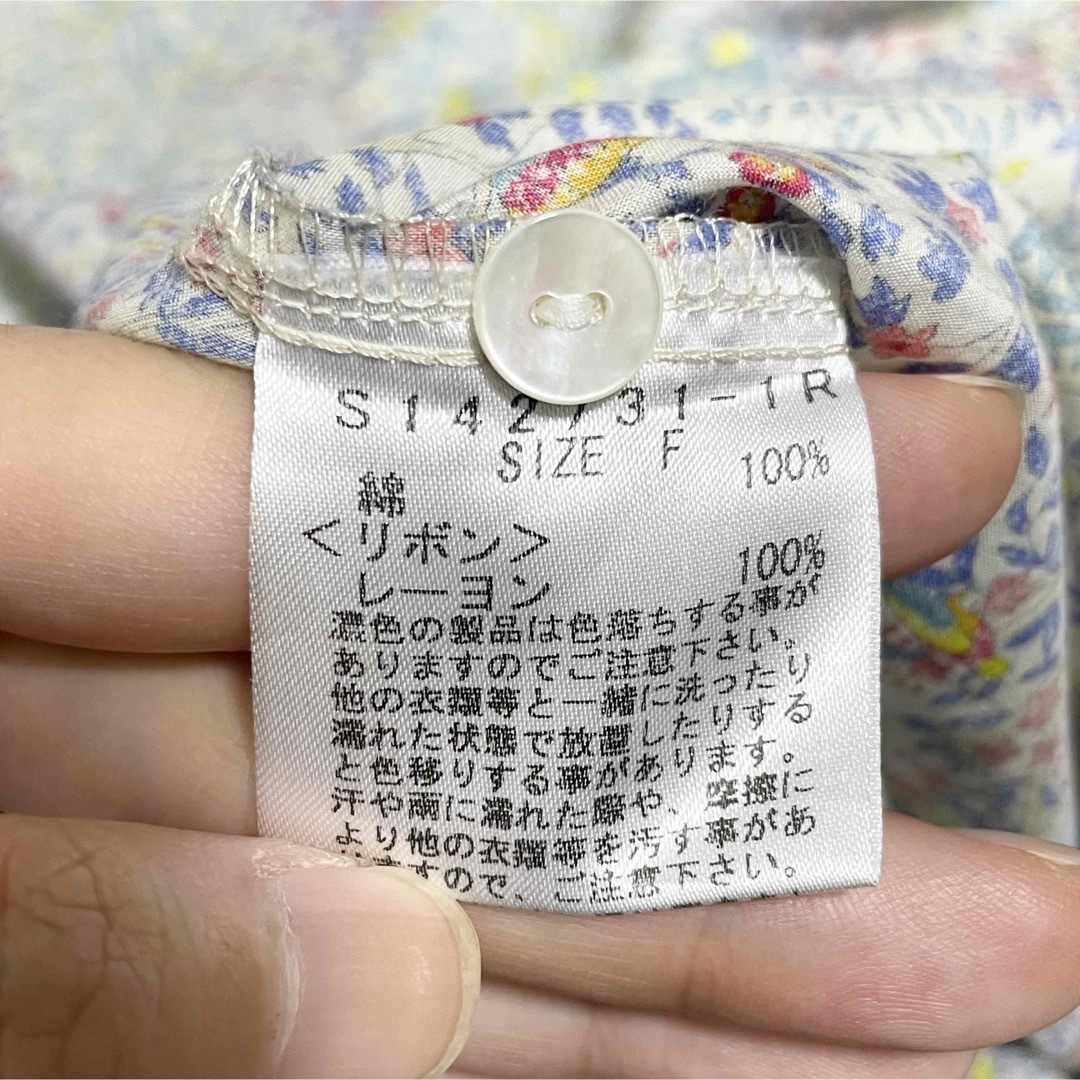 S142731-1R
SIZE F
綿 100%
<リボン>
レーヨン 100%
濃色の製品は色落ちする事が
ありますのでご注意下さい。
他の衣類等と一緒に洗ったり
濡れた状態で放置したりする
と色移りする事があります。
汗や雨に濡れた際や、摩擦に
より他の衣類等を汚す事があ
りますので、ご注意下さい。